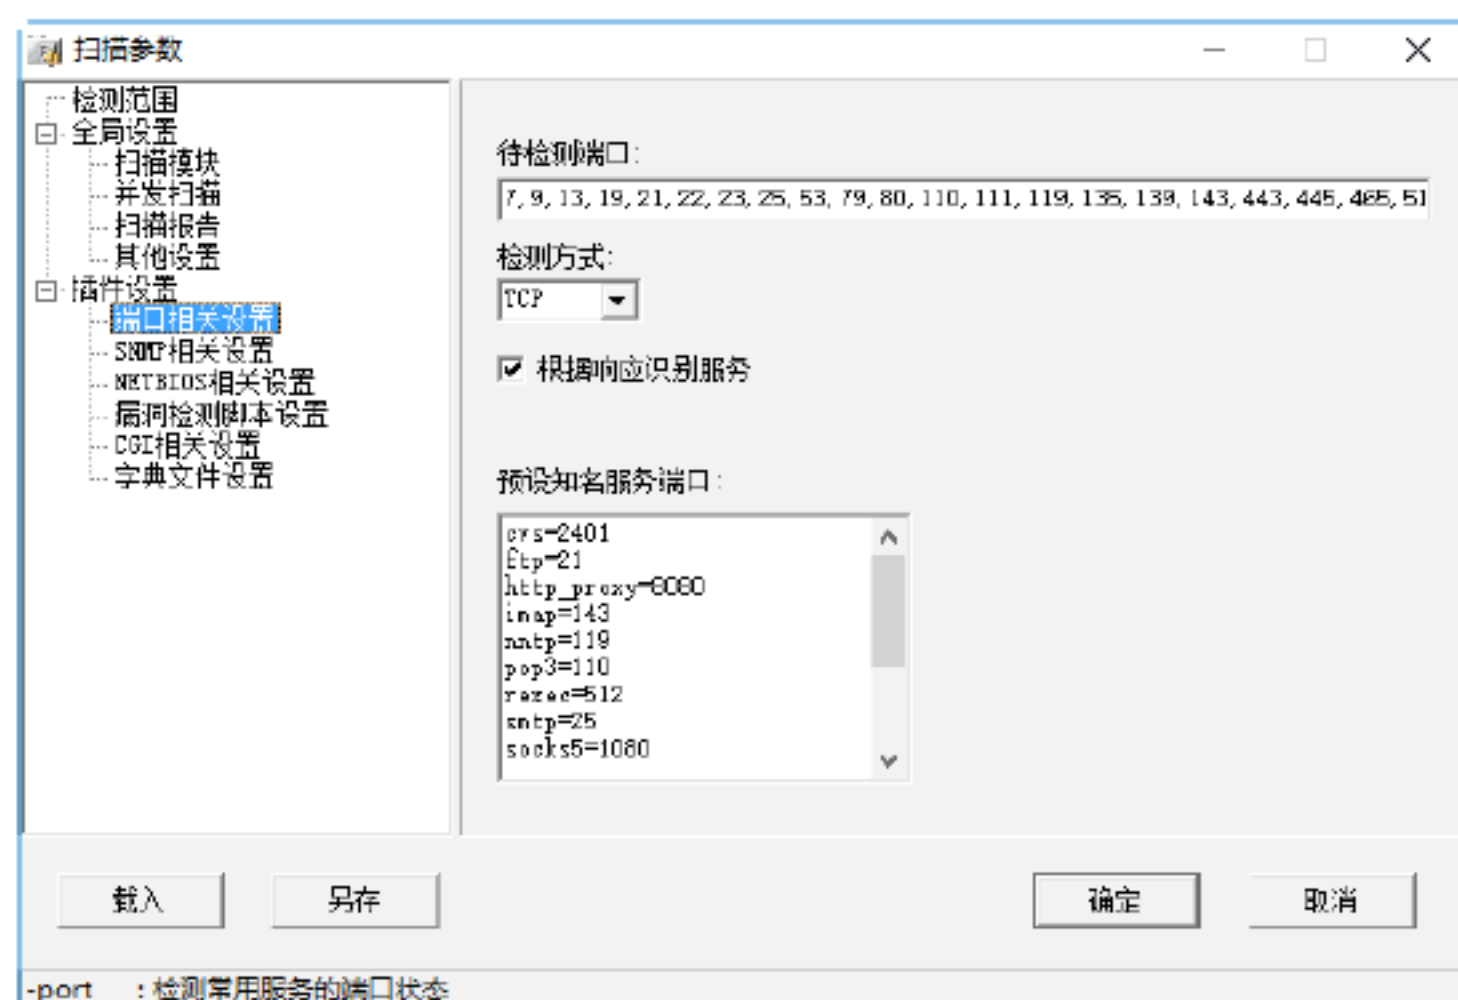 扫描参数
检测范围
全局设置
扫描模块
并发扫描
扫描报告
其他设置
插件设置
端口相关设置
SNMP相关设置
NETBIOS相关设置
漏洞检测脚本设置
CGI相关设置
字典文件设置
待检测端口:
7, 9, 13, 19, 21, 22, 23, 25, 53, 79, 80, 110, 111, 119, 135, 139, 143, 443, 445, 465, 51
检测方式:
TCP
根据响应识别服务
预设知名服务端口:
cvs=2401
ftp=21
http_proxy=8080
imap=143
nntp=119
pop3=110
rexec=512
smtp=25
socks5=1080
载入
另存
确定
取消
-port : 检测常用服务的端口状态